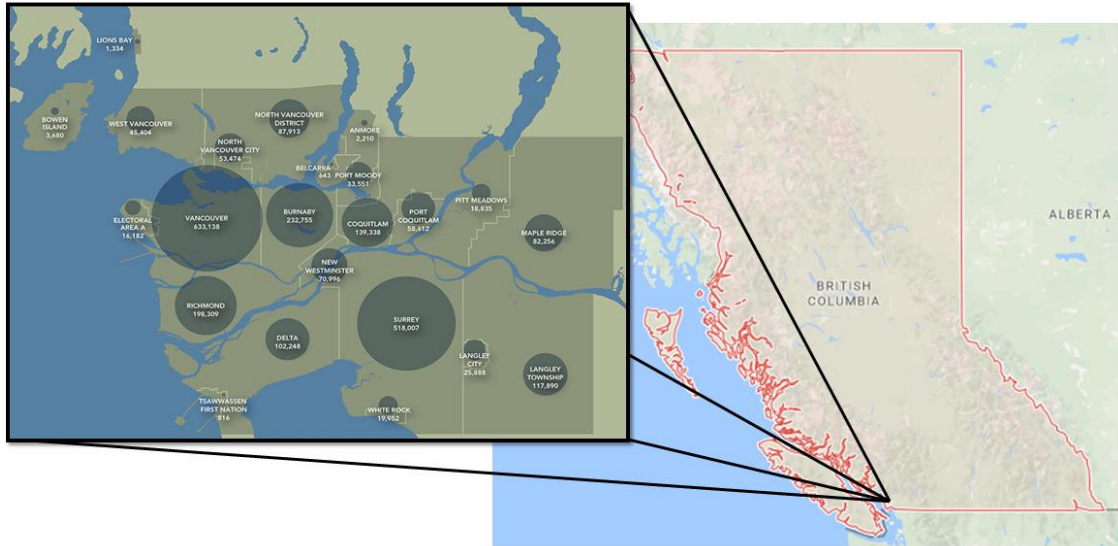 LIONS BAY
1,334
BOWEN
ISLAND
3,680
WEST VANCOUVER
45,404
NORTH VANCOUVER
DISTRICT
87,913
NORTH
VANCOUVER CITY
53,474
ANMORE
2,210
BELCARRA
643
PORT MOODY
33,551
ELECTORAL
AREA A
16,182
VANCOUVER
633,138
BURNABY
232,755
COQUITLAM
139,338
PORT
COQUITLAM
58,612
PITT MEADOWS
18,835
MAPLE RIDGE
82,256
NEW
WESTMINSTER
70,996
RICHMOND
198,309
DELTA
102,248
SURREY
518,007
LANGLEY
CITY
25,888
LANGLEY
TOWNSHIP
117,890
TSAWWASSEN
FIRST NATION
816
WHITE ROCK
19,952
ALBERTA
BRITISH
COLUMBIA